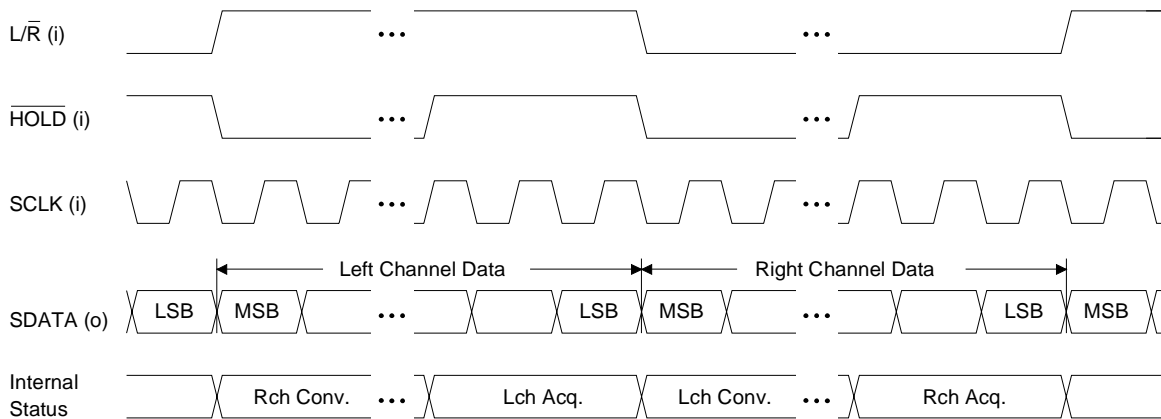 L/R̅ (i)
• • •
• • •
H̅O̅L̅D̅ (i)
• • •
• • •
SCLK (i)
• • •
• • •
Left Channel Data
Right Channel Data
SDATA (o)
LSB
MSB
• • •
LSB
MSB
• • •
LSB
MSB
Internal
Status
Rch Conv.
• • •
Lch Acq.
Lch Conv.
• • •
Rch Acq.